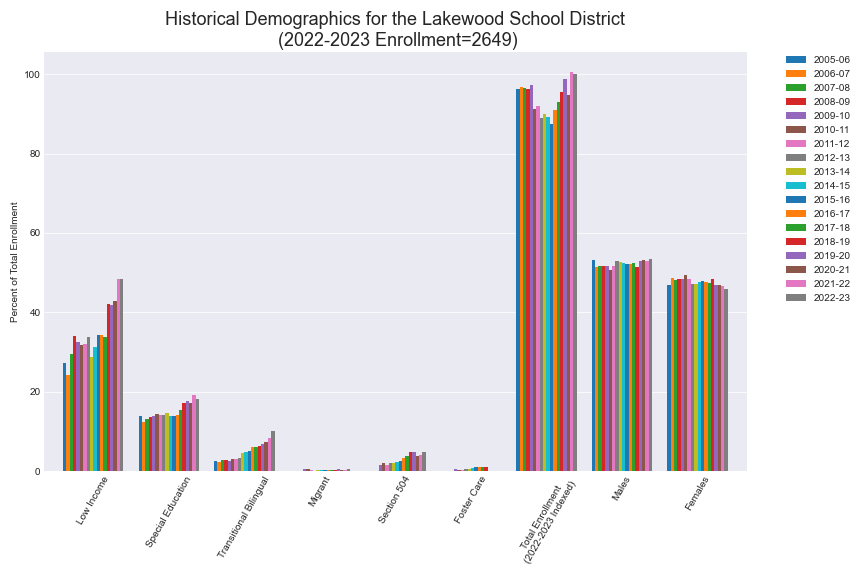 Historical Demographics for the Lakewood School District
(2022-2023 Enrollment=2649)
Percent of Total Enrollment
100
80
60
40
20
0
Low Income
Special Education
Transitional Bilingual
Migrant
Section 504
Foster Care
Total Enrollment
(2022-2023 Indexed)
Males
Females
2005-06
2006-07
2007-08
2008-09
2009-10
2010-11
2011-12
2012-13
2013-14
2014-15
2015-16
2016-17
2017-18
2018-19
2019-20
2020-21
2021-22
2022-23